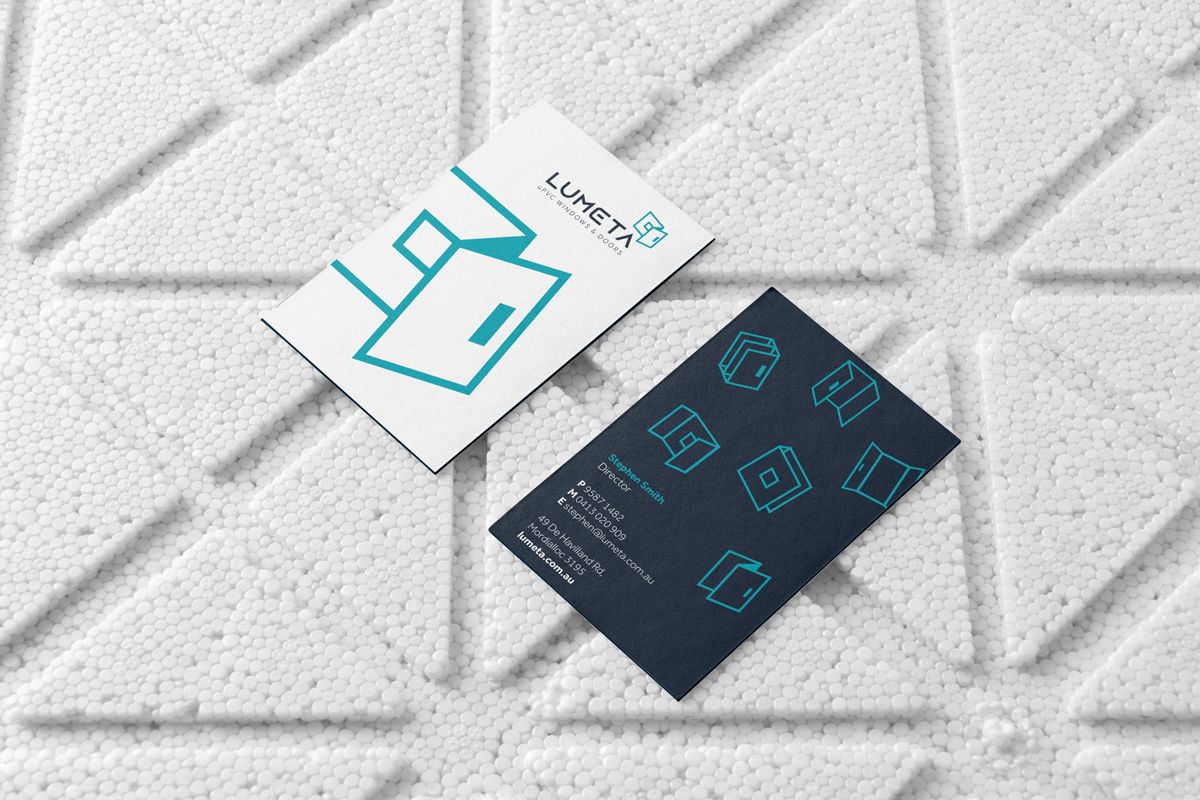 LUMETA
uPVC WINDOWS & DOORS
Stephen Smith
Director
P 9587 1482
M 0413 020 909
E stephen@lumeta.com.au
49 De Havilland Rd,
Mordialloc 3195
lumeta.com.au